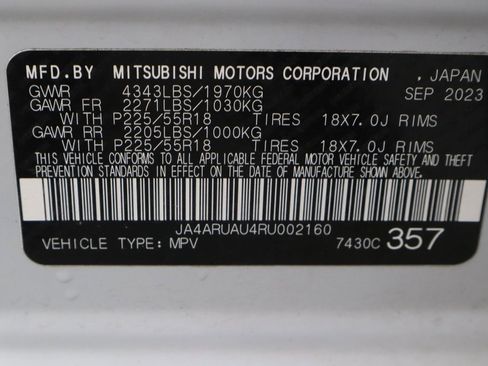 MFD.BY MITSUBISHI MOTORS CORPORATION , JAPAN
GVWR 4343LBS/1970KG SEP 2023
GAWR FR 2271LBS/1030KG
WITH P225/55R18 TIRES 18X7.0J RIMS
GAWR RR 2205LBS/1000KG
WITH P225/55R18 TIRES 18X7.0J RIMS
THIS VEHICLE CONFORMS TO ALL APPLICABLE FEDERAL MOTOR VEHICLE SAFETY AND THEFT
PREVENTION STANDARDS IN EFFECT ON THE DATE OF MANUFACTURE SHOWN ABOVE.
JA4ARUAU4RU002160
VEHICLE TYPE: MPV 7430C 357